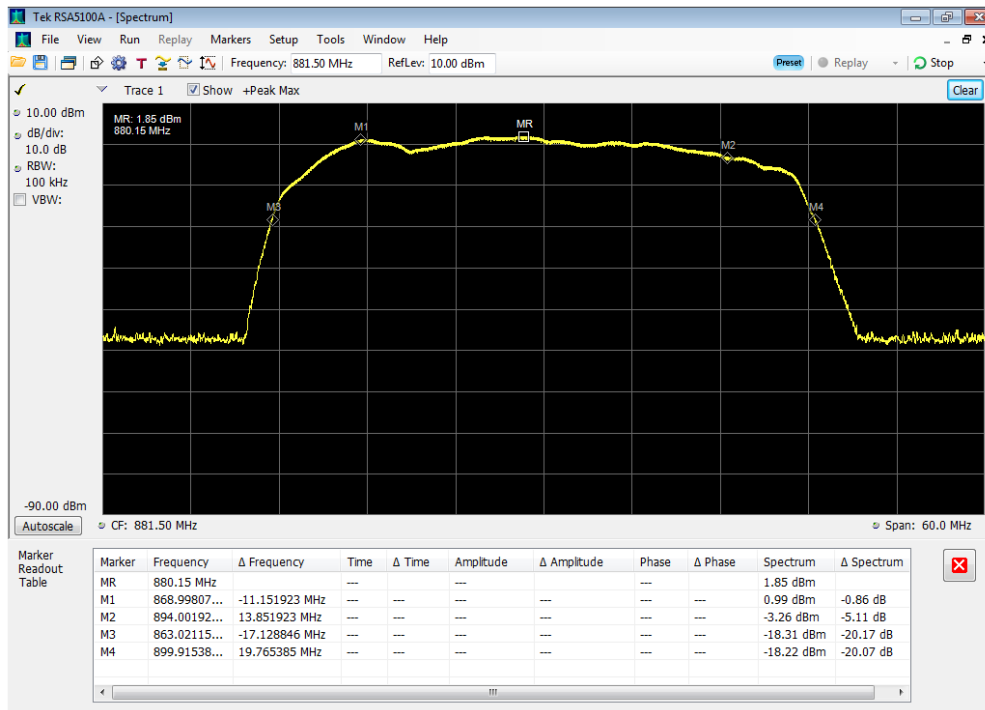 Tek RSA5100A - [Spectrum]
File View Run Replay Markers Setup Tools Window Help
T Frequency: 881.50 MHz RefLev: 10.00 dBm Preset Replay Stop
Trace 1 Show +Peak Max Clear
10.00 dBm
dB/div:
10.0 dB
RBW:
100 kHz
VBW:
MR: 1.85 dBm
880.15 MHz
M1
MR
M2
M3
M4
-90.00 dBm
Autoscale CF: 881.50 MHz Span: 60.0 MHz
Marker
Readout
Table
Marker Frequency Δ Frequency Time Δ Time Amplitude Δ Amplitude Phase Δ Phase Spectrum Δ Spectrum
MR 880.15 MHz --- --- --- 1.85 dBm
M1 868.99807... -11.151923 MHz --- --- --- --- --- --- 0.99 dBm -0.86 dB
M2 894.00192... 13.851923 MHz --- --- --- --- --- --- -3.26 dBm -5.11 dB
M3 863.02115... -17.128846 MHz --- --- --- --- --- --- -18.31 dBm -20.17 dB
M4 899.91538... 19.765385 MHz --- --- --- --- --- --- -18.22 dBm -20.07 dB